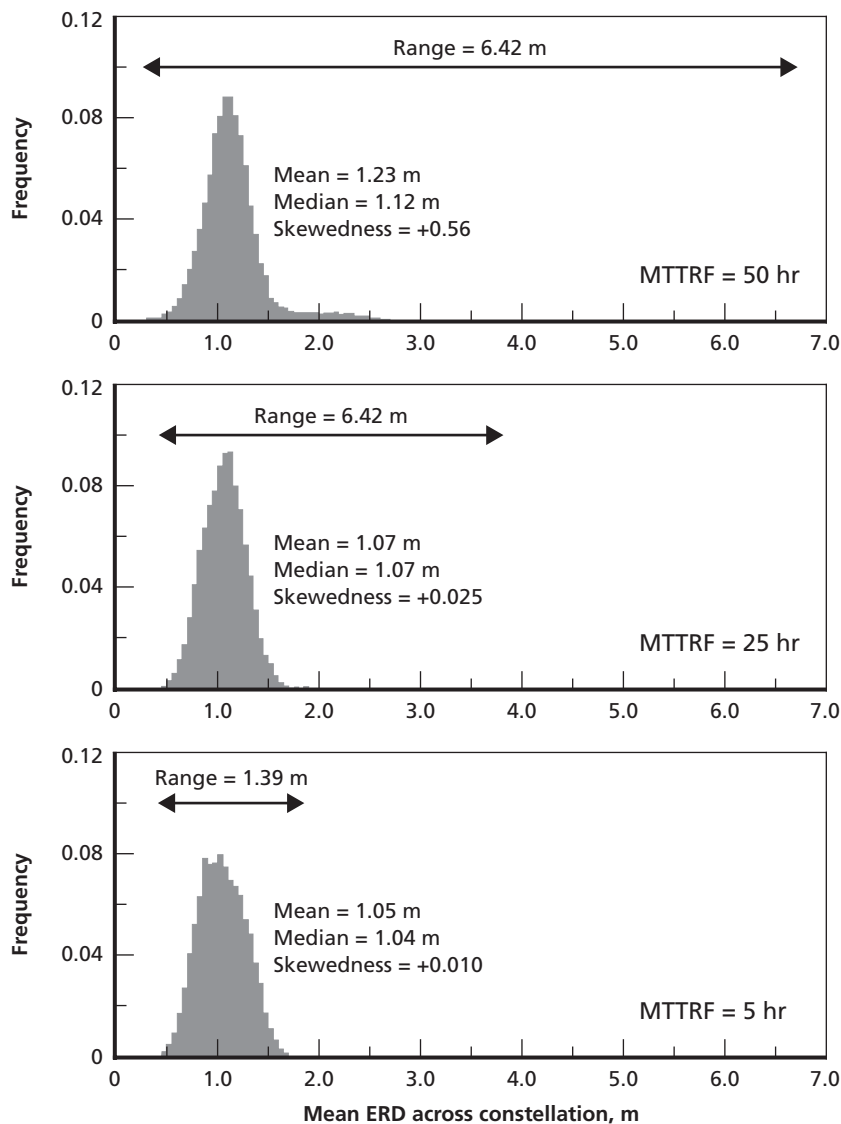 0.12
Range = 6.42 m
0.08
Frequency
Mean = 1.23 m
Median = 1.12 m
Skewedness = +0.56
0.04
MTTRF = 50 hr
0
0 1.0 2.0 3.0 4.0 5.0 6.0 7.0
0.12
Range = 6.42 m
0.08
Frequency
Mean = 1.07 m
Median = 1.07 m
Skewedness = +0.025
0.04
MTTRF = 25 hr
0
0 1.0 2.0 3.0 4.0 5.0 6.0 7.0
0.12
Range = 1.39 m
0.08
Frequency
Mean = 1.05 m
Median = 1.04 m
Skewedness = +0.010
0.04
MTTRF = 5 hr
0
0 1.0 2.0 3.0 4.0 5.0 6.0 7.0
Mean ERD across constellation, m